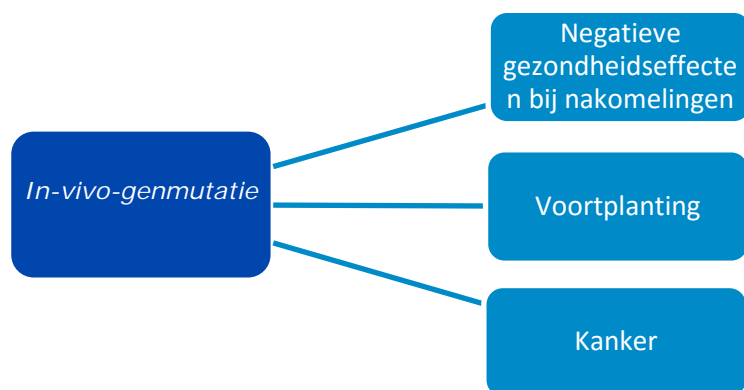 Negatieve
gezondheidseffecte
n bij nakomelingen
In-vivo-genmutatie
Voortplanting
Kanker